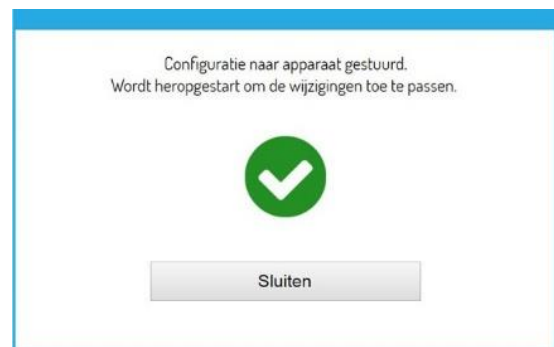 Configuratie naar apparaat gestuurd.
Wordt heropgestart om de wijzigingen toe te passen.
Sluiten